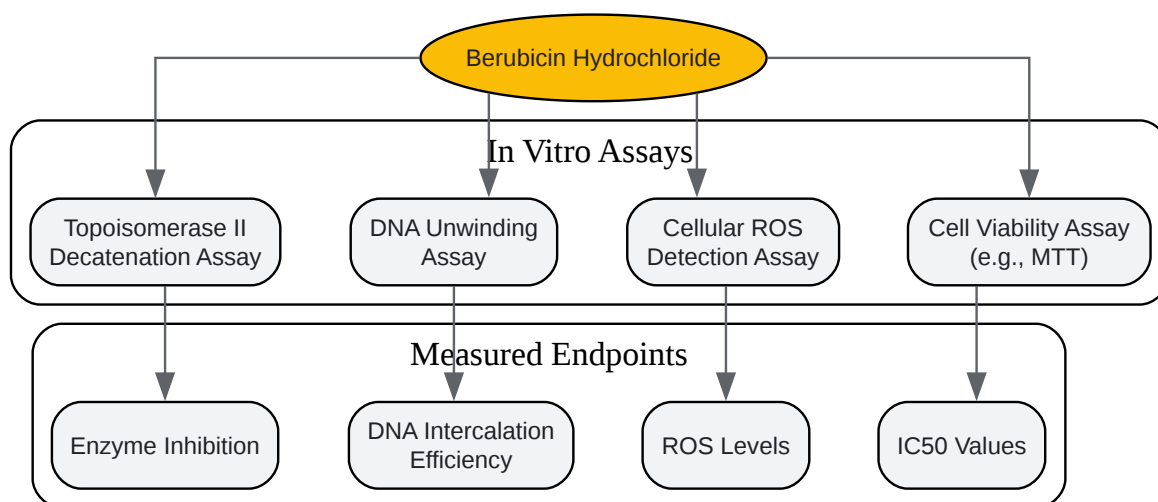 Berubicin Hydrochloride
In Vitro Assays
Topoisomerase II
Decatenation Assay
DNA Unwinding
Assay
Cellular ROS
Detection Assay
Cell Viability Assay
(e.g., MTT)
Measured Endpoints
Enzyme Inhibition
DNA Intercalation
Efficiency
ROS Levels
IC50 Values